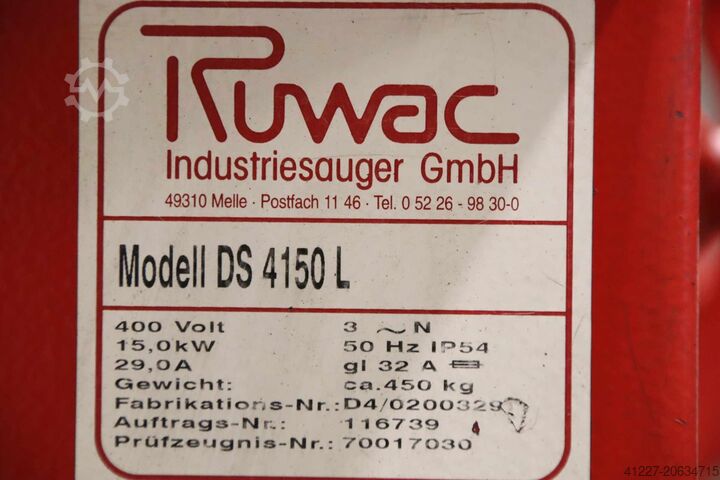 Ruwac
Industriesauger GmbH
49310 Melle · Postfach 11 46 · Tel. 0 52 26 - 98 30-0
Modell DS 4150 L
400 Volt 3 ~ N
15,0kW 50 Hz IP54
29,0A gl 32 A
Gewicht: ca.450 kg
Fabrikations-Nr.: D4/0200329
Auftrags-Nr.: 116739
Prüfzeugnis-Nr.: 70017030
41227-20634715